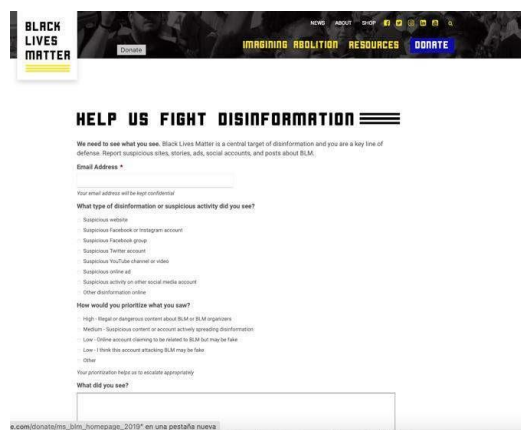 BLACK
LIVES
MATTER
NEWS ABOUT SHOP
Donate
IMAGINING ABOLITION RESOURCES DONATE
HELP US FIGHT DISINFORMATION
We need to see what you see. Black Lives Matter is a central target of disinformation and you are a key line of
defense. Report suspicious sites, stories, ads, social accounts, and posts about BLM.
Email Address *
Your email address will be kept confidential
What type of disinformation or suspicious activity did you see?
Suspicious website
Suspicious Facebook or Instagram account
Suspicious Facebook group
Suspicious Twitter account
Suspicious YouTube channel or video
Suspicious online ad
Suspicious activity on other social media account
Other disinformation online
How would you prioritize what you saw?
High - Illegal or dangerous content about BLM or BLM organizers
Medium - Suspicious content or account actively spreading disinformation
Low - Online account claiming to be related to BLM but may be fake
Low - I think this account attacking BLM may be fake
Other
Your prioritization helps us to escalate appropriately
What did you see?
e.com/donate/ms_blm_homepage_2019" en una pestaña nueva